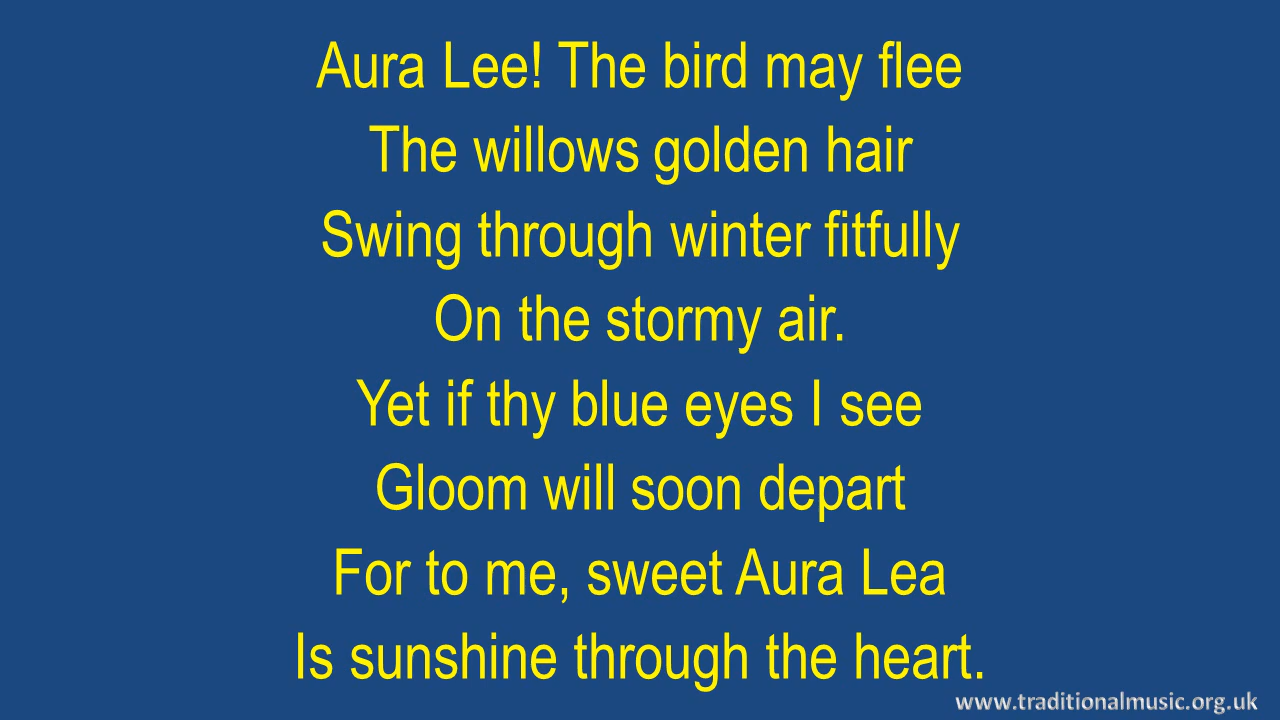 Aura Lee! The bird may flee
The willows golden hair
Swing through winter fitfully
On the stormy air.
Yet if thy blue eyes I see
Gloom will soon depart
For to me, sweet Aura Lea
Is sunshine through the heart.
www.traditionalmusic.org.uk